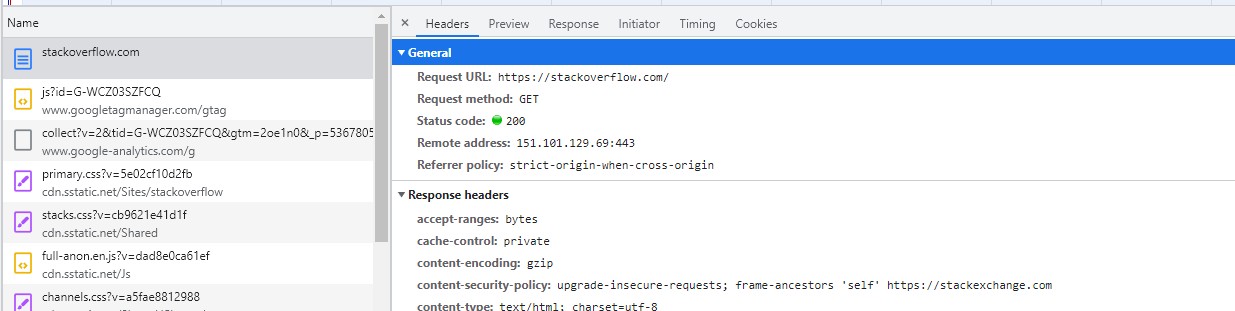 Name
stackoverflow.com
js?id=G-WCZ03SZFCQ
www.googletagmanager.com/gtag
collect?v=2&tid=G-WCZ03SZFCQ&gtm=2oe1n0&_p=5367805
www.google-analytics.com/g
primary.css?v=5e02cf10d2fb
cdn.sstatic.net/Sites/stackoverflow
stacks.css?v=cb9621e41d1f
cdn.sstatic.net/Shared
full-anon.en.js?v=dad8e0ca61ef
cdn.sstatic.net/Js
channels.css?v=a5fae8812988
× Headers Preview Response Initiator Timing Cookies
General
Request URL: https://stackoverflow.com/
Request method: GET
Status code: 200
Remote address: 151.101.129.69:443
Referrer policy: strict-origin-when-cross-origin
Response headers
accept-ranges: bytes
cache-control: private
content-encoding: gzip
content-security-policy: upgrade-insecure-requests; frame-ancestors 'self' https://stackexchange.com
content-type: text/html; charset=utf-8